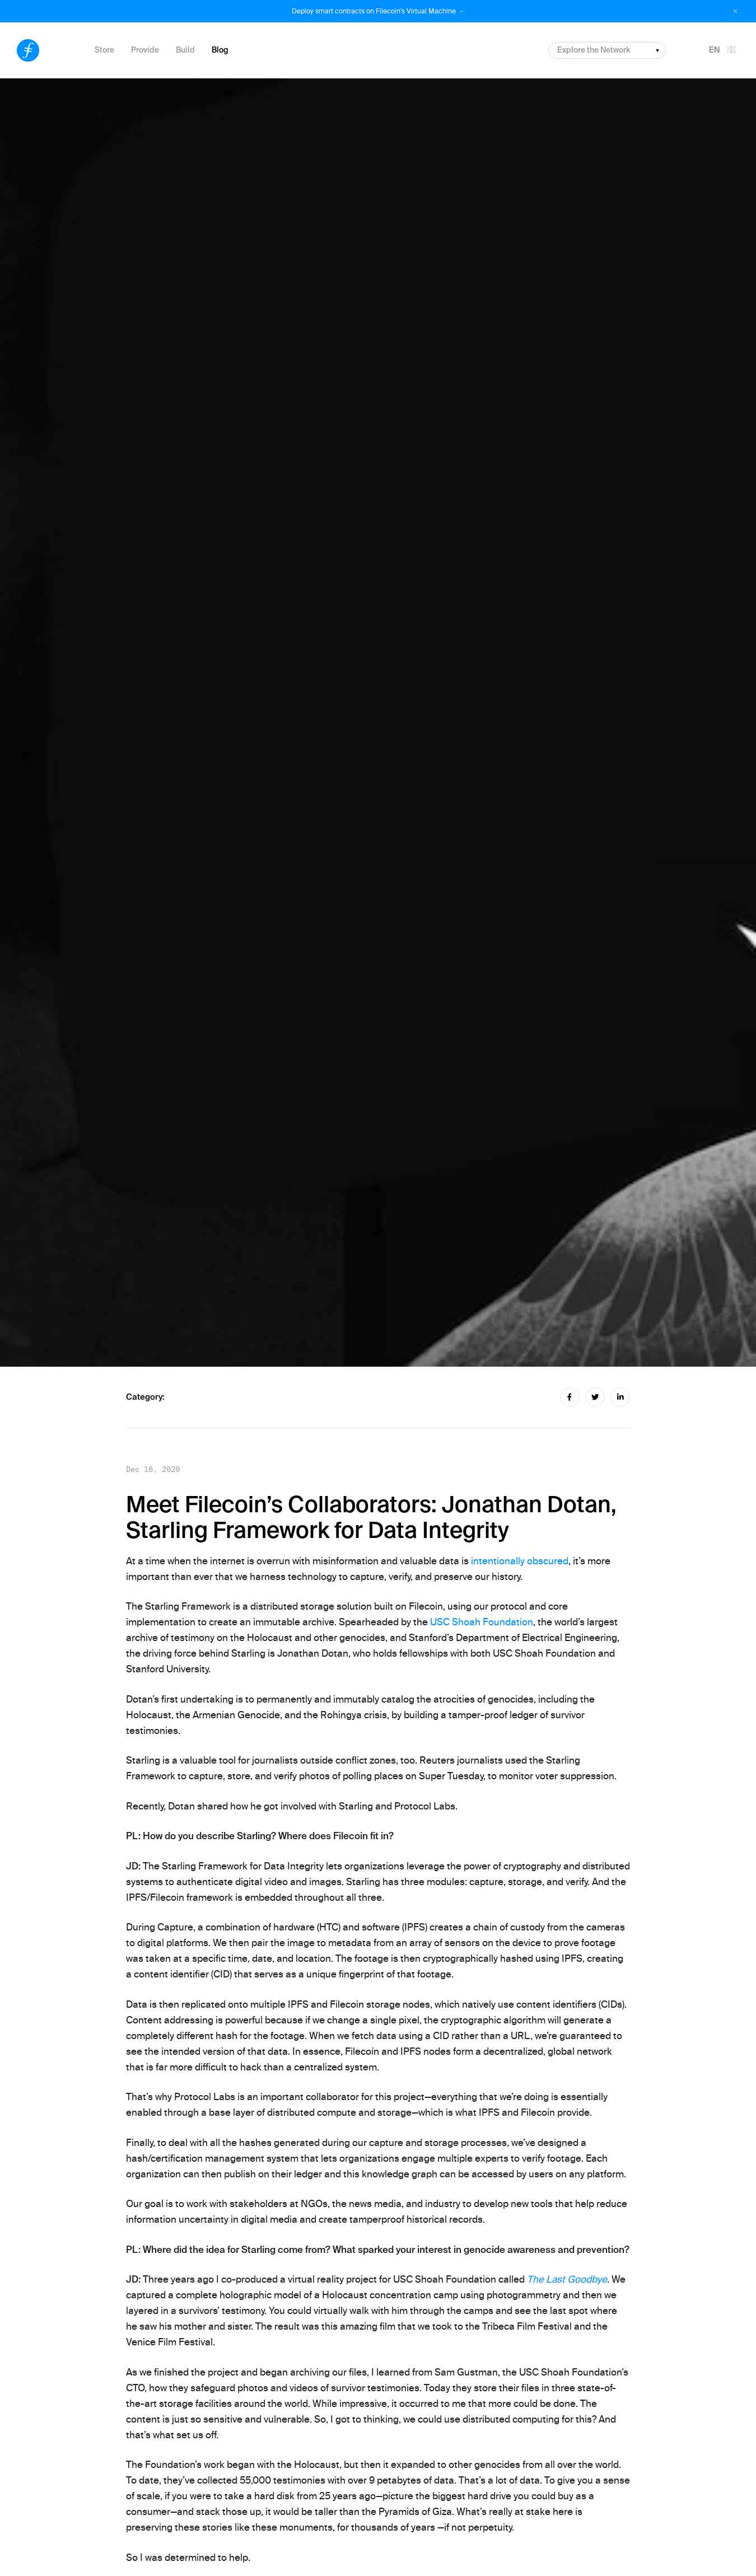 Deploy smart contracts on Filecoin's Virtual Machine →
Store
Provide
Build
Blog
Explore the Network
EN
Category:
Dec 18, 2020
Meet Filecoin's Collaborators: Jonathan Dotan,
Starling Framework for Data Integrity
At a time when the internet is overrun with misinformation and valuable data is intentionally obscured, it's more
important than ever that we harness technology to capture, verify, and preserve our history.
The Starling Framework is a distributed storage solution built on Filecoin, using our protocol and core
implementation to create an immutable archive. Spearheaded by the USC Shoah Foundation, the world's largest
archive of testimony on the Holocaust and other genocides, and Stanford's Department of Electrical Engineering,
the driving force behind Starling is Jonathan Dotan, who holds fellowships with both USC Shoah Foundation and
Stanford University.
Dotan's first undertaking is to permanently and immutably catalog the atrocities of genocides, including the
Holocaust, the Armenian Genocide, and the Rohingya crisis, by building a tamper-proof ledger of survivor
testimonies.
Starling is a valuable tool for journalists outside conflict zones, too. Reuters journalists used the Starling
Framework to capture, store, and verify photos of polling places on Super Tuesday, to monitor voter suppression.
Recently, Dotan shared how he got involved with Starling and Protocol Labs.
PL: How do you describe Starling? Where does Filecoin fit in?
JD: The Starling Framework for Data Integrity lets organizations leverage the power of cryptography and distributed
systems to authenticate digital video and images. Starling has three modules: capture, storage, and verify. And the
IPFS/Filecoin framework is embedded throughout all three.
During Capture, a combination of hardware (HTC) and software (IPFS) creates a chain of custody from the cameras
to digital platforms. We then pair the image to metadata from an array of sensors on the device to prove footage
was taken at a specific time, date, and location. The footage is then cryptographically hashed using IPFS, creating
a content identifier (CID) that serves as a unique fingerprint of that footage.
Data is then replicated onto multiple IPFS and Filecoin storage nodes, which natively use content identifiers (CIDs).
Content addressing is powerful because if we change a single pixel, the cryptographic algorithm will generate a
completely different hash for the footage. When we fetch data using a CID rather than a URL, we're guaranteed to
see the intended version of that data. In essence, Filecoin and IPFS nodes form a decentralized, global network
that is far more difficult to hack than a centralized system.
That's why Protocol Labs is an important collaborator for this project—everything that we're doing is essentially
enabled through a base layer of distributed compute and storage—which is what IPFS and Filecoin provide.
Finally, to deal with all the hashes generated during our capture and storage processes, we've designed a
hash/certification management system that lets organizations engage multiple experts to verify footage. Each
organization can then publish on their ledger and this knowledge graph can be accessed by users on any platform.
Our goal is to work with stakeholders at NGOs, the news media, and industry to develop new tools that help reduce
information uncertainty in digital media and create tamperproof historical records.
PL: Where did the idea for Starling come from? What sparked your interest in genocide awareness and prevention?
JD: Three years ago I co-produced a virtual reality project for USC Shoah Foundation called The Last Goodbye. We
captured a complete holographic model of a Holocaust concentration camp using photogrammetry and then we
layered in a survivors' testimony. You could virtually walk with him through the camps and see the last spot where
he saw his mother and sister. The result was this amazing film that we took to the Tribeca Film Festival and the
Venice Film Festival.
As we finished the project and began archiving our files, I learned from Sam Gustman, the USC Shoah Foundation's
CTO, how they safeguard photos and videos of survivor testimonies. Today they store their files in three state-of-
the-art storage facilities around the world. While impressive, it occurred to me that more could be done. The
content is just so sensitive and vulnerable. So, I got to thinking, we could use distributed computing for this? And
that's what set us off.
The Foundation's work began with the Holocaust, but then it expanded to other genocides from all over the world.
To date, they've collected 55,000 testimonies with over 9 petabytes of data. That's a lot of data. To give you a sense
of scale, if you were to take a hard disk from 25 years ago—picture the biggest hard drive you could buy as a
consumer—and stack those up, it would be taller than the Pyramids of Giza. What's really at stake here is
preserving these stories like these monuments, for thousands of years —if not perpetuity.
So I was determined to help.